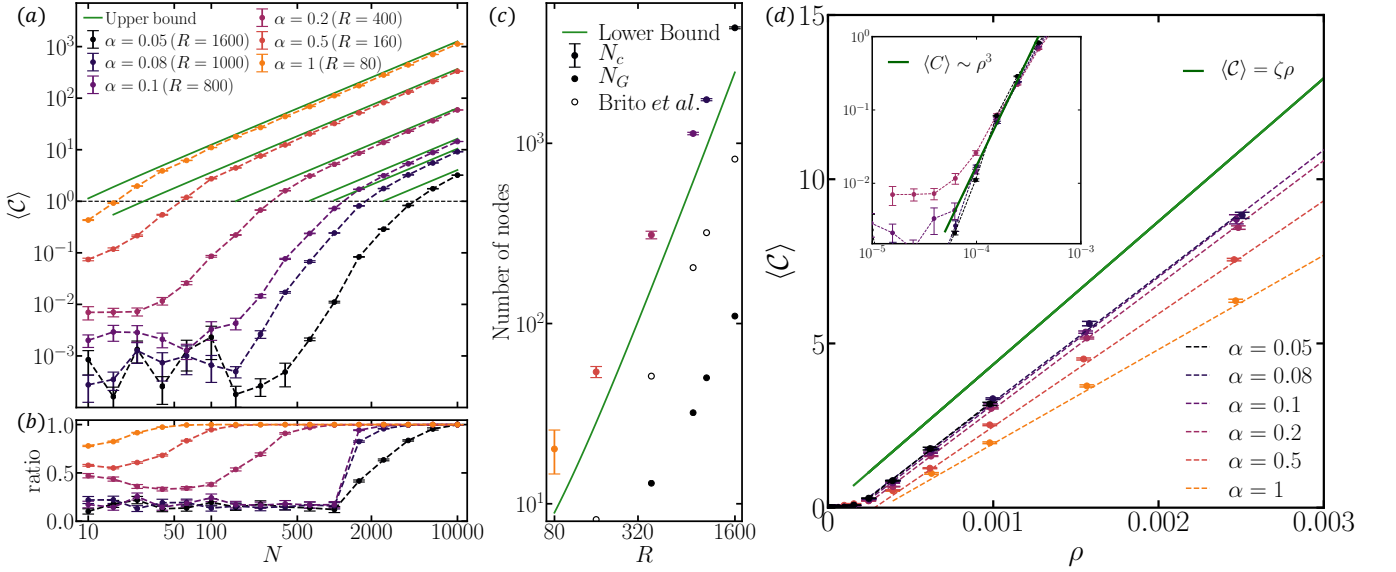 (a)
Upper bound
α = 0.05 (R = 1600)
α = 0.08 (R = 1000)
α = 0.1 (R = 800)
α = 0.2 (R = 400)
α = 0.5 (R = 160)
α = 1 (R = 80)
10³
10²
10¹
10⁰
10⁻¹
10⁻²
10⁻³
⟨𝒞⟩
(b)
1.0
0.5
0.0
ratio
10 50 100 500 2000 10000
N
(c)
Lower Bound
N_c
N_G
Brito et al.
10³
10²
10¹
Number of nodes
80 320 1600
R
(d)
15
10
5
0
⟨𝒞⟩
10⁰
10⁻¹
10⁻²
10⁻⁵ 10⁻⁴ 10⁻³
⟨C⟩ ∼ ρ³
⟨𝒞⟩ = ζρ
α = 0.05
α = 0.08
α = 0.1
α = 0.2
α = 0.5
α = 1
0 0.001 0.002 0.003
ρ